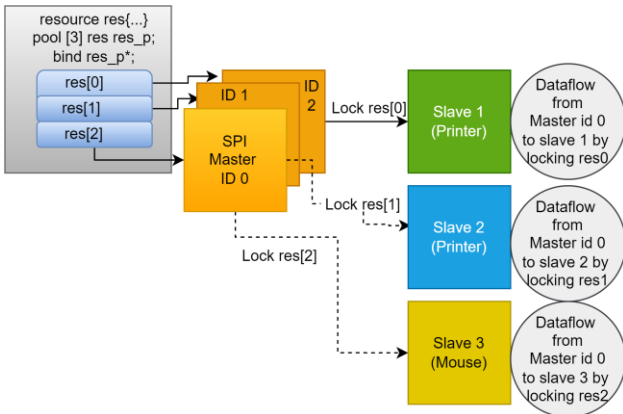 resource res{...}
pool [3] res res_p;
bind res_p*;
res[0]
res[1]
res[2]
ID
2
ID 1
SPI
Master
ID 0
Lock res[0]
Lock res[1]
Lock res[2]
Slave 1
(Printer)
Dataflow
from
Master id 0
to slave 1 by
locking res0
Slave 2
(Printer)
Dataflow
from
Master id 0
to slave 2 by
locking res1
Slave 3
(Mouse)
Dataflow
from
Master id 0
to slave 3 by
locking res2